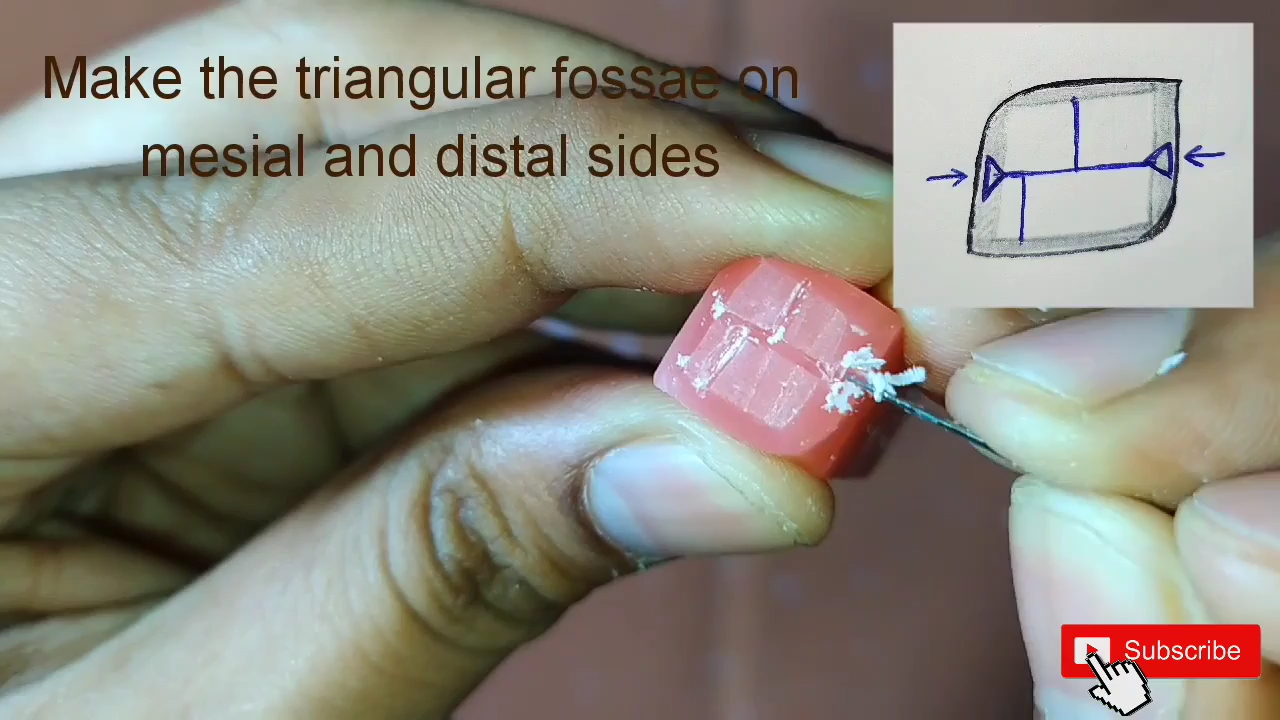 Make the triangular fossae on
mesial and distal sides
Subscribe